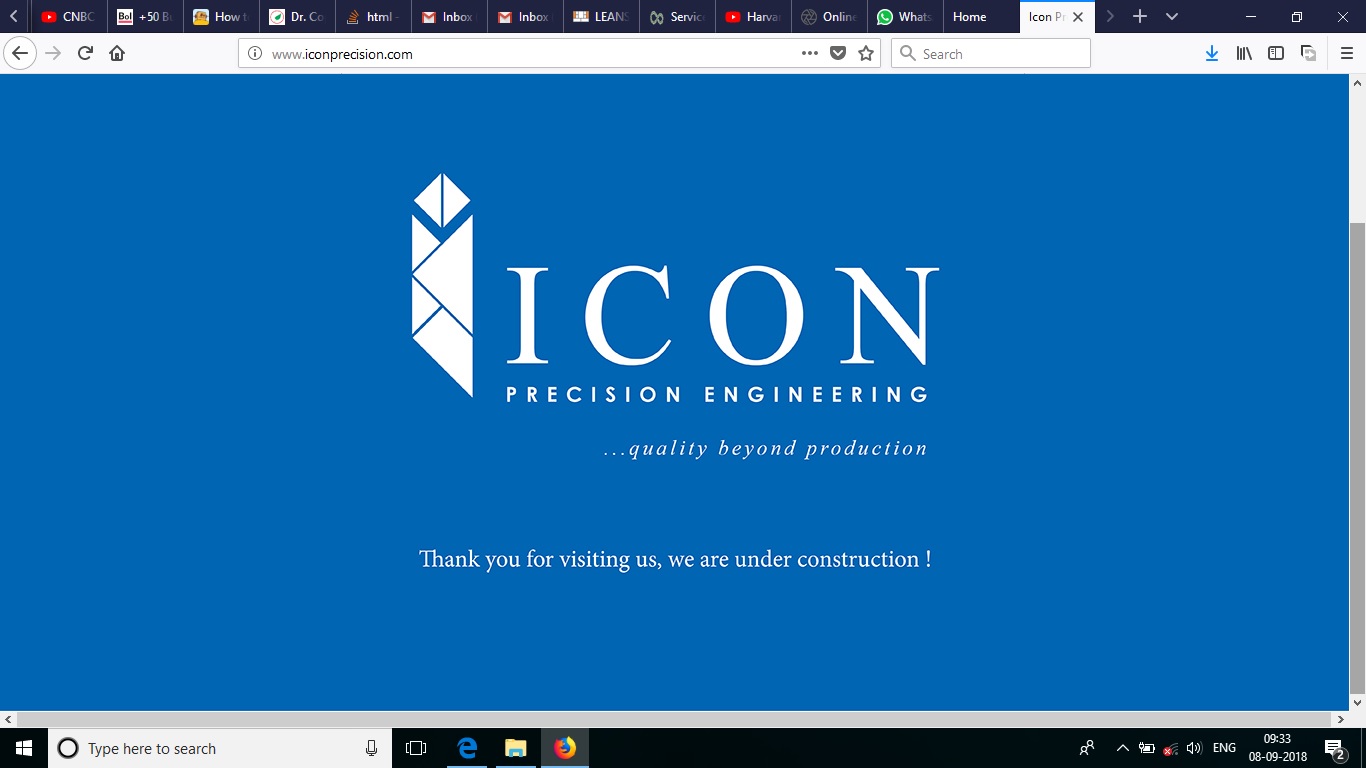 CNBC
+50 Bu
How t
Dr. Co
html -
Inbox
Inbox
LEANS
Servic
Harva
Online
Whats
Home
Icon Pr
www.iconprecision.com
Search
ICON
PRECISION ENGINEERING
...quality beyond production
Thank you for visiting us, we are under construction !
Type here to search
ENG
09:33
08-09-2018
2